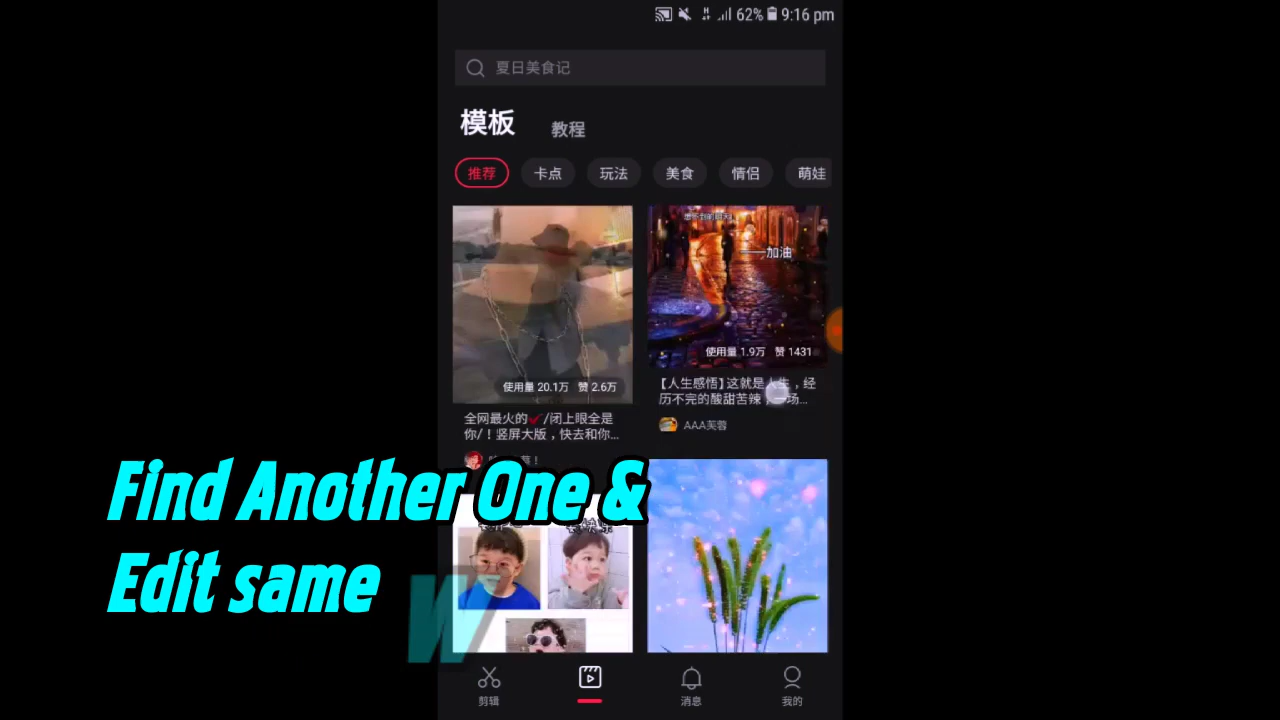 62% 9:16 pm
夏日美食记
模板 教程
推荐 卡点 玩法 美食 情侣 萌娃
——加油
使用量 1.9万 赞 1431
使用量 20.1万 赞 2.6万
【人生感悟】这就是人生，经
历不完的酸甜苦辣，一场...
AAA芙蓉
全网最火的✔/闭上眼全是
你/！竖屏大版，快去和你...
Find Another One &
Edit same W
剪辑 消息 我的